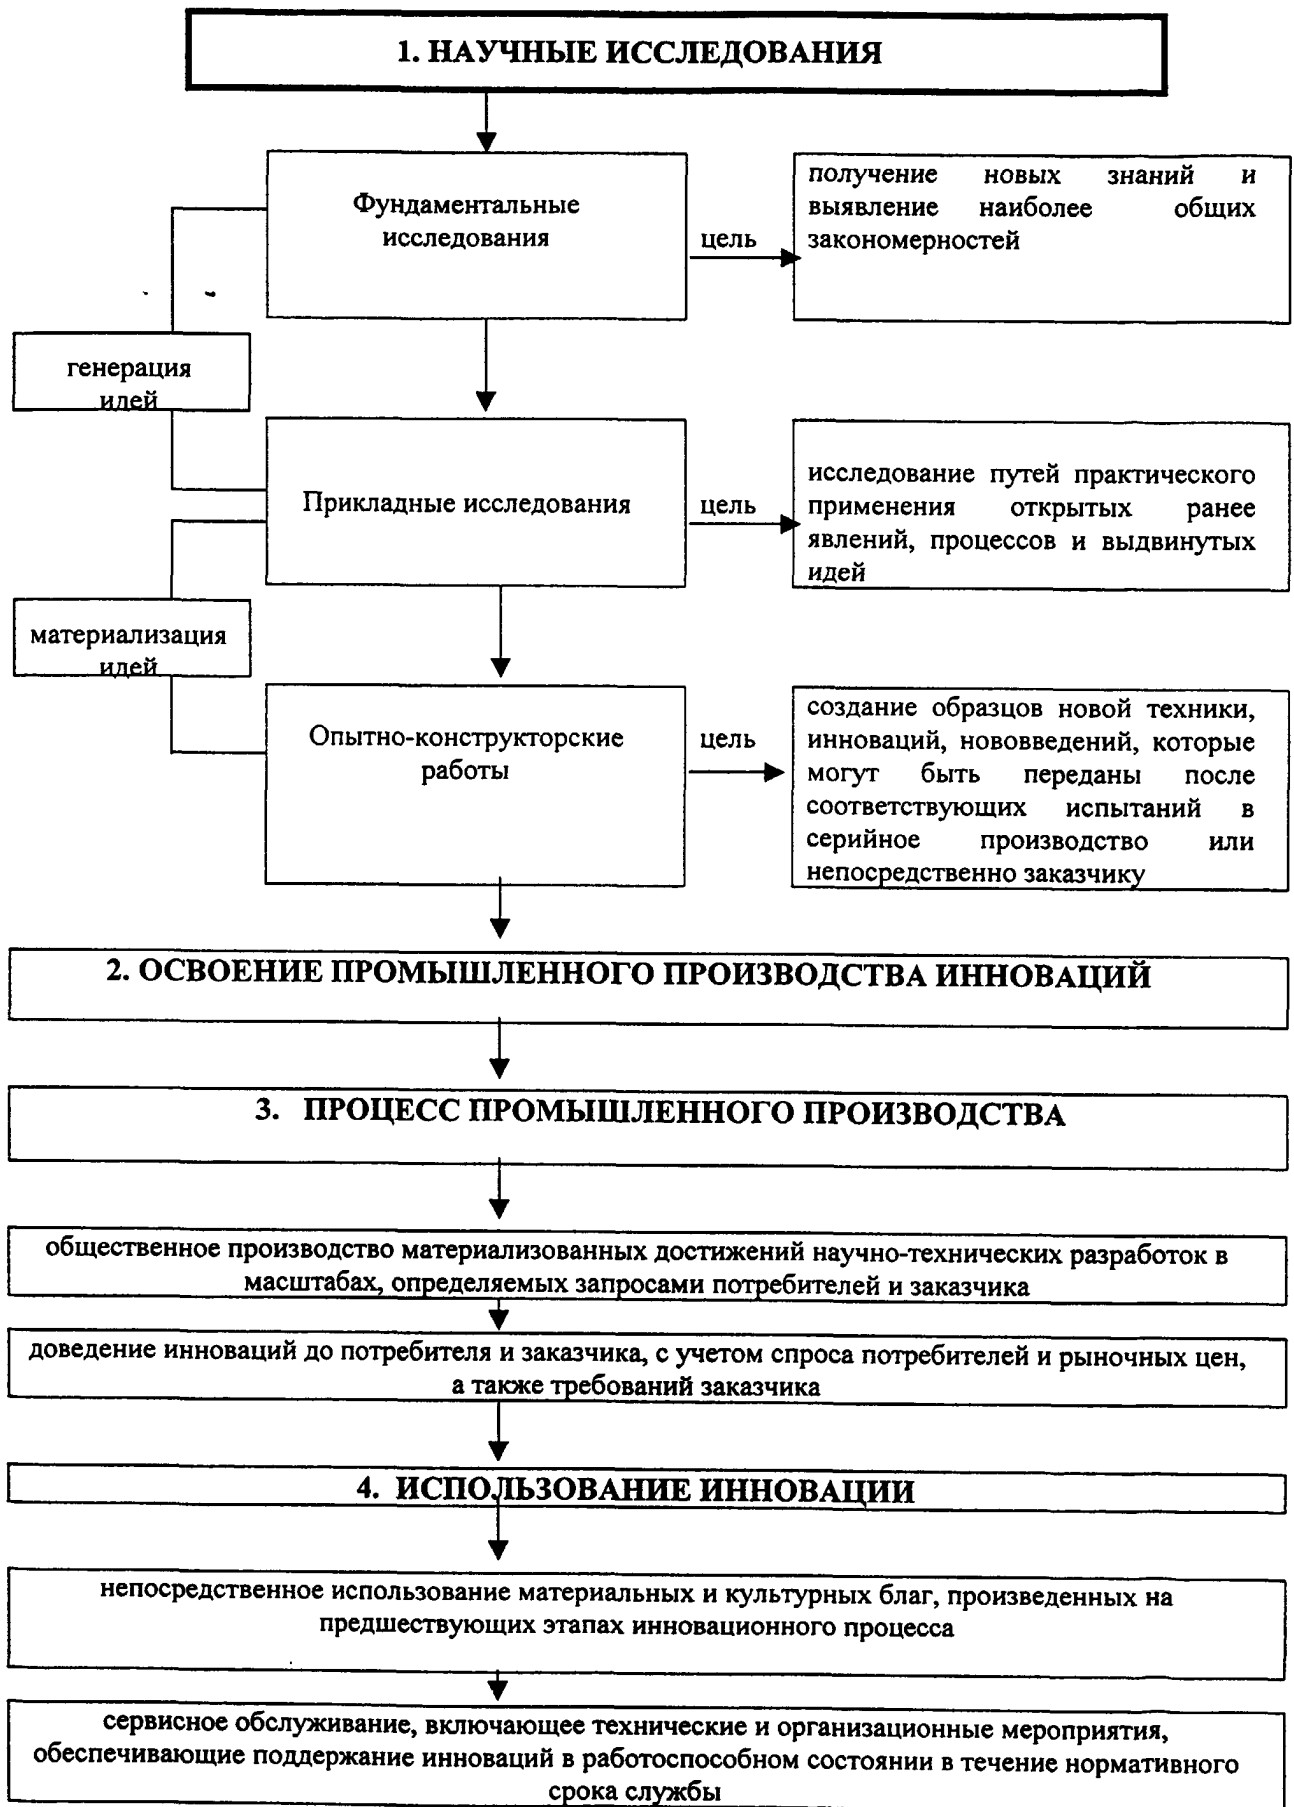 1. НАУЧНЫЕ ИССЛЕДОВАНИЯ
Фундаментальные
исследования
цель
получение новых знаний и
выявление наиболее общих
закономерностей
генерация
идей
Прикладные исследования
цель
исследование путей практического
применения открытых ранее
явлений, процессов и выдвинутых
идей
материализация
идей
Опытно-конструкторские
работы
цель
создание образцов новой техники,
инноваций, нововведений, которые
могут быть переданы после
соответствующих испытаний в
серийное производство или
непосредственно заказчику
2. ОСВОЕНИЕ ПРОМЫШЛЕННОГО ПРОИЗВОДСТВА ИННОВАЦИЙ
3. ПРОЦЕСС ПРОМЫШЛЕННОГО ПРОИЗВОДСТВА
общественное производство материализованных достижений научно-технических разработок в
масштабах, определяемых запросами потребителей и заказчика
доведение инноваций до потребителя и заказчика, с учетом спроса потребителей и рыночных цен,
а также требований заказчика
4. ИСПОЛЬЗОВАНИЕ ИННОВАЦИИ
непосредственное использование материальных и культурных благ, произведенных на
предшествующих этапах инновационного процесса
сервисное обслуживание, включающее технические и организационные мероприятия,
обеспечивающие поддержание инноваций в работоспособном состоянии в течение нормативного
срока службы